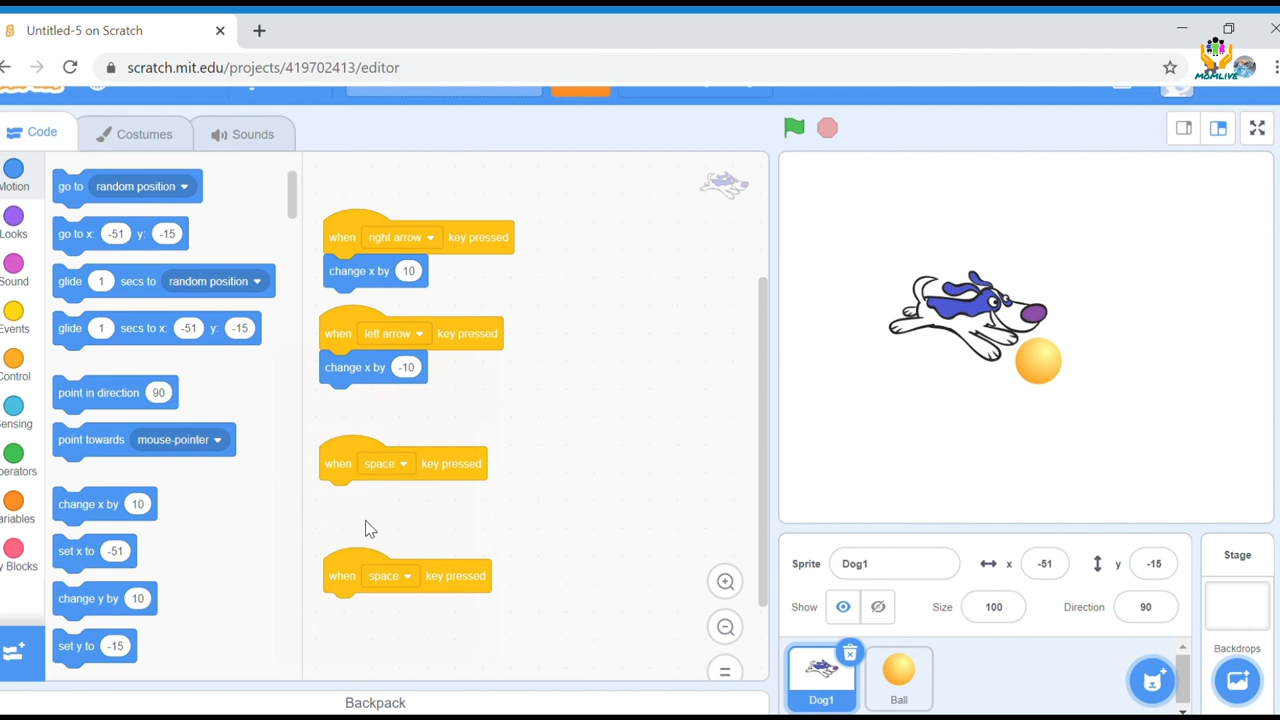 Untitled-5 on Scratch
MOMLIVE
scratch.mit.edu/projects/419702413/editor
Code
Costumes
Sounds
Motion
Looks
Sound
Events
Control
Sensing
perators
ariables
y Blocks
go to random position
go to x: -51 y: -15
glide 1 secs to random position
glide 1 secs to x: -51 y: -15
point in direction 90
point towards mouse-pointer
change x by 10
set x to -51
change y by 10
set y to -15
when right arrow key pressed
change x by 10
when left arrow key pressed
change x by -10
when space key pressed
when space key pressed
Backpack
Sprite Dog1 x -51 y -15
Show Size 100 Direction 90
Dog1
Ball
Stage
Backdrops